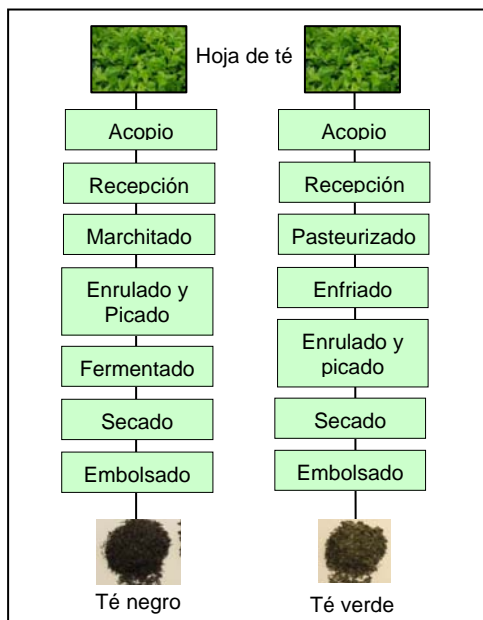 Hoja de té
Acopio
Recepción
Marchitado
Enrulado y
Picado
Fermentado
Secado
Embolsado
Té negro
Acopio
Recepción
Pasteurizado
Enfriado
Enrulado y
picado
Secado
Embolsado
Té verde